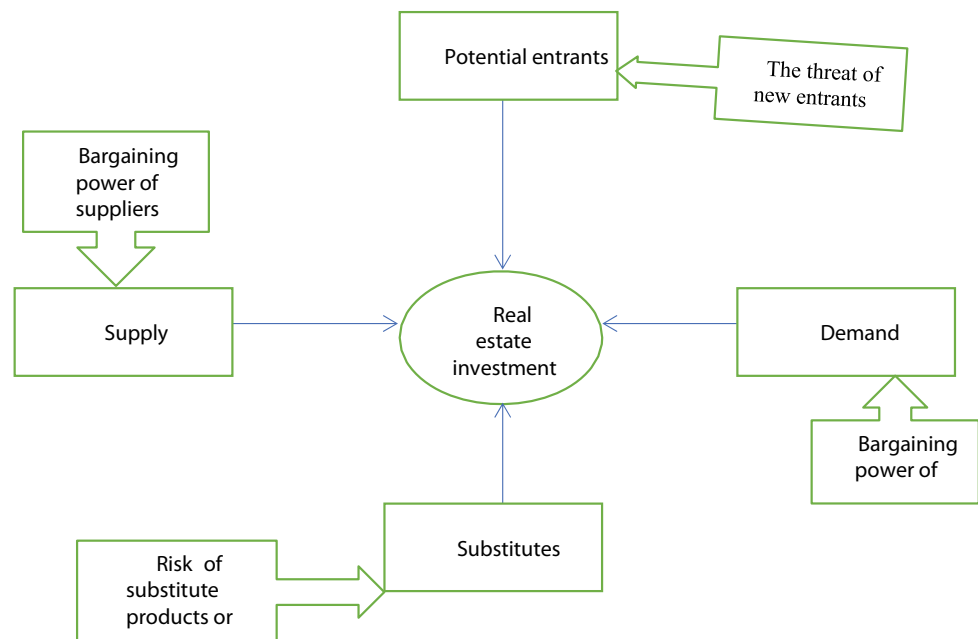 Potential entrants
The threat of
new entrants
Bargaining
power of
suppliers
Supply
Real
estate
investment
Demand
Bargaining
power of
Substitutes
Risk of
substitute
products or